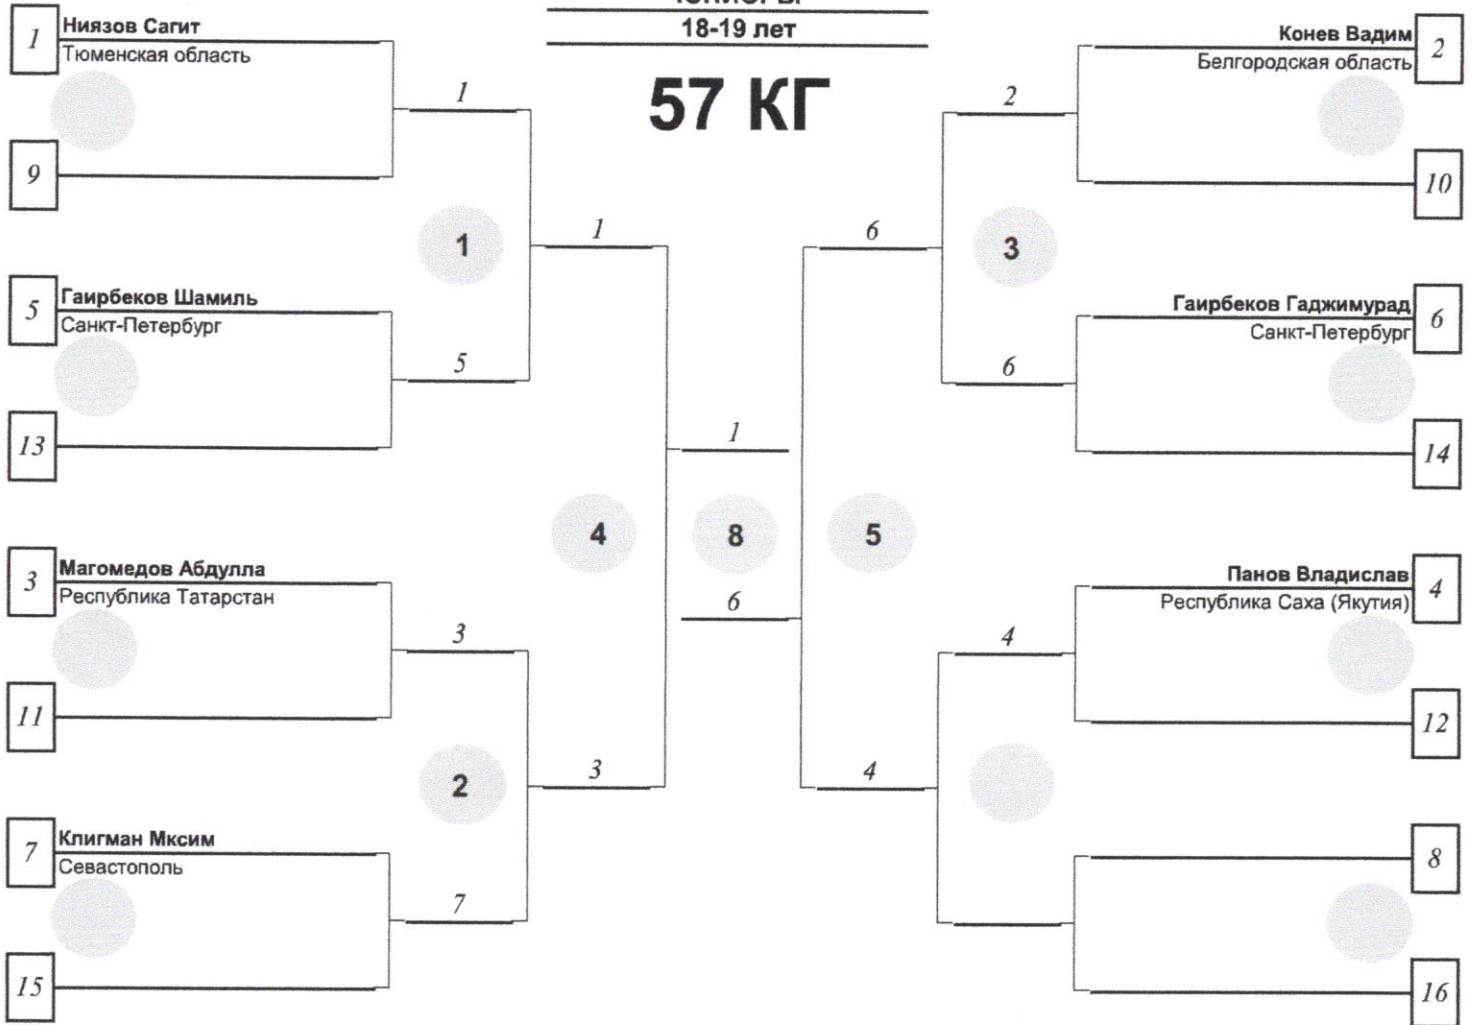 18-19 лет
57 КГ
1
Ниязов Сагит
Тюменская область
1
9
1
1
5
Гаирбеков Шамиль
Санкт-Петербург
5
13
1
4
8
5
6
3
Магомедов Абдулла
Республика Татарстан
3
11
2
3
7
Клигман Мксим
Севастополь
7
15
Конев Вадим
2
Белгородская область
2
10
6
3
Гаирбеков Гаджимурад
6
Санкт-Петербург
6
14
Панов Владислав
4
Республика Саха (Якутия)
4
12
4
8
16